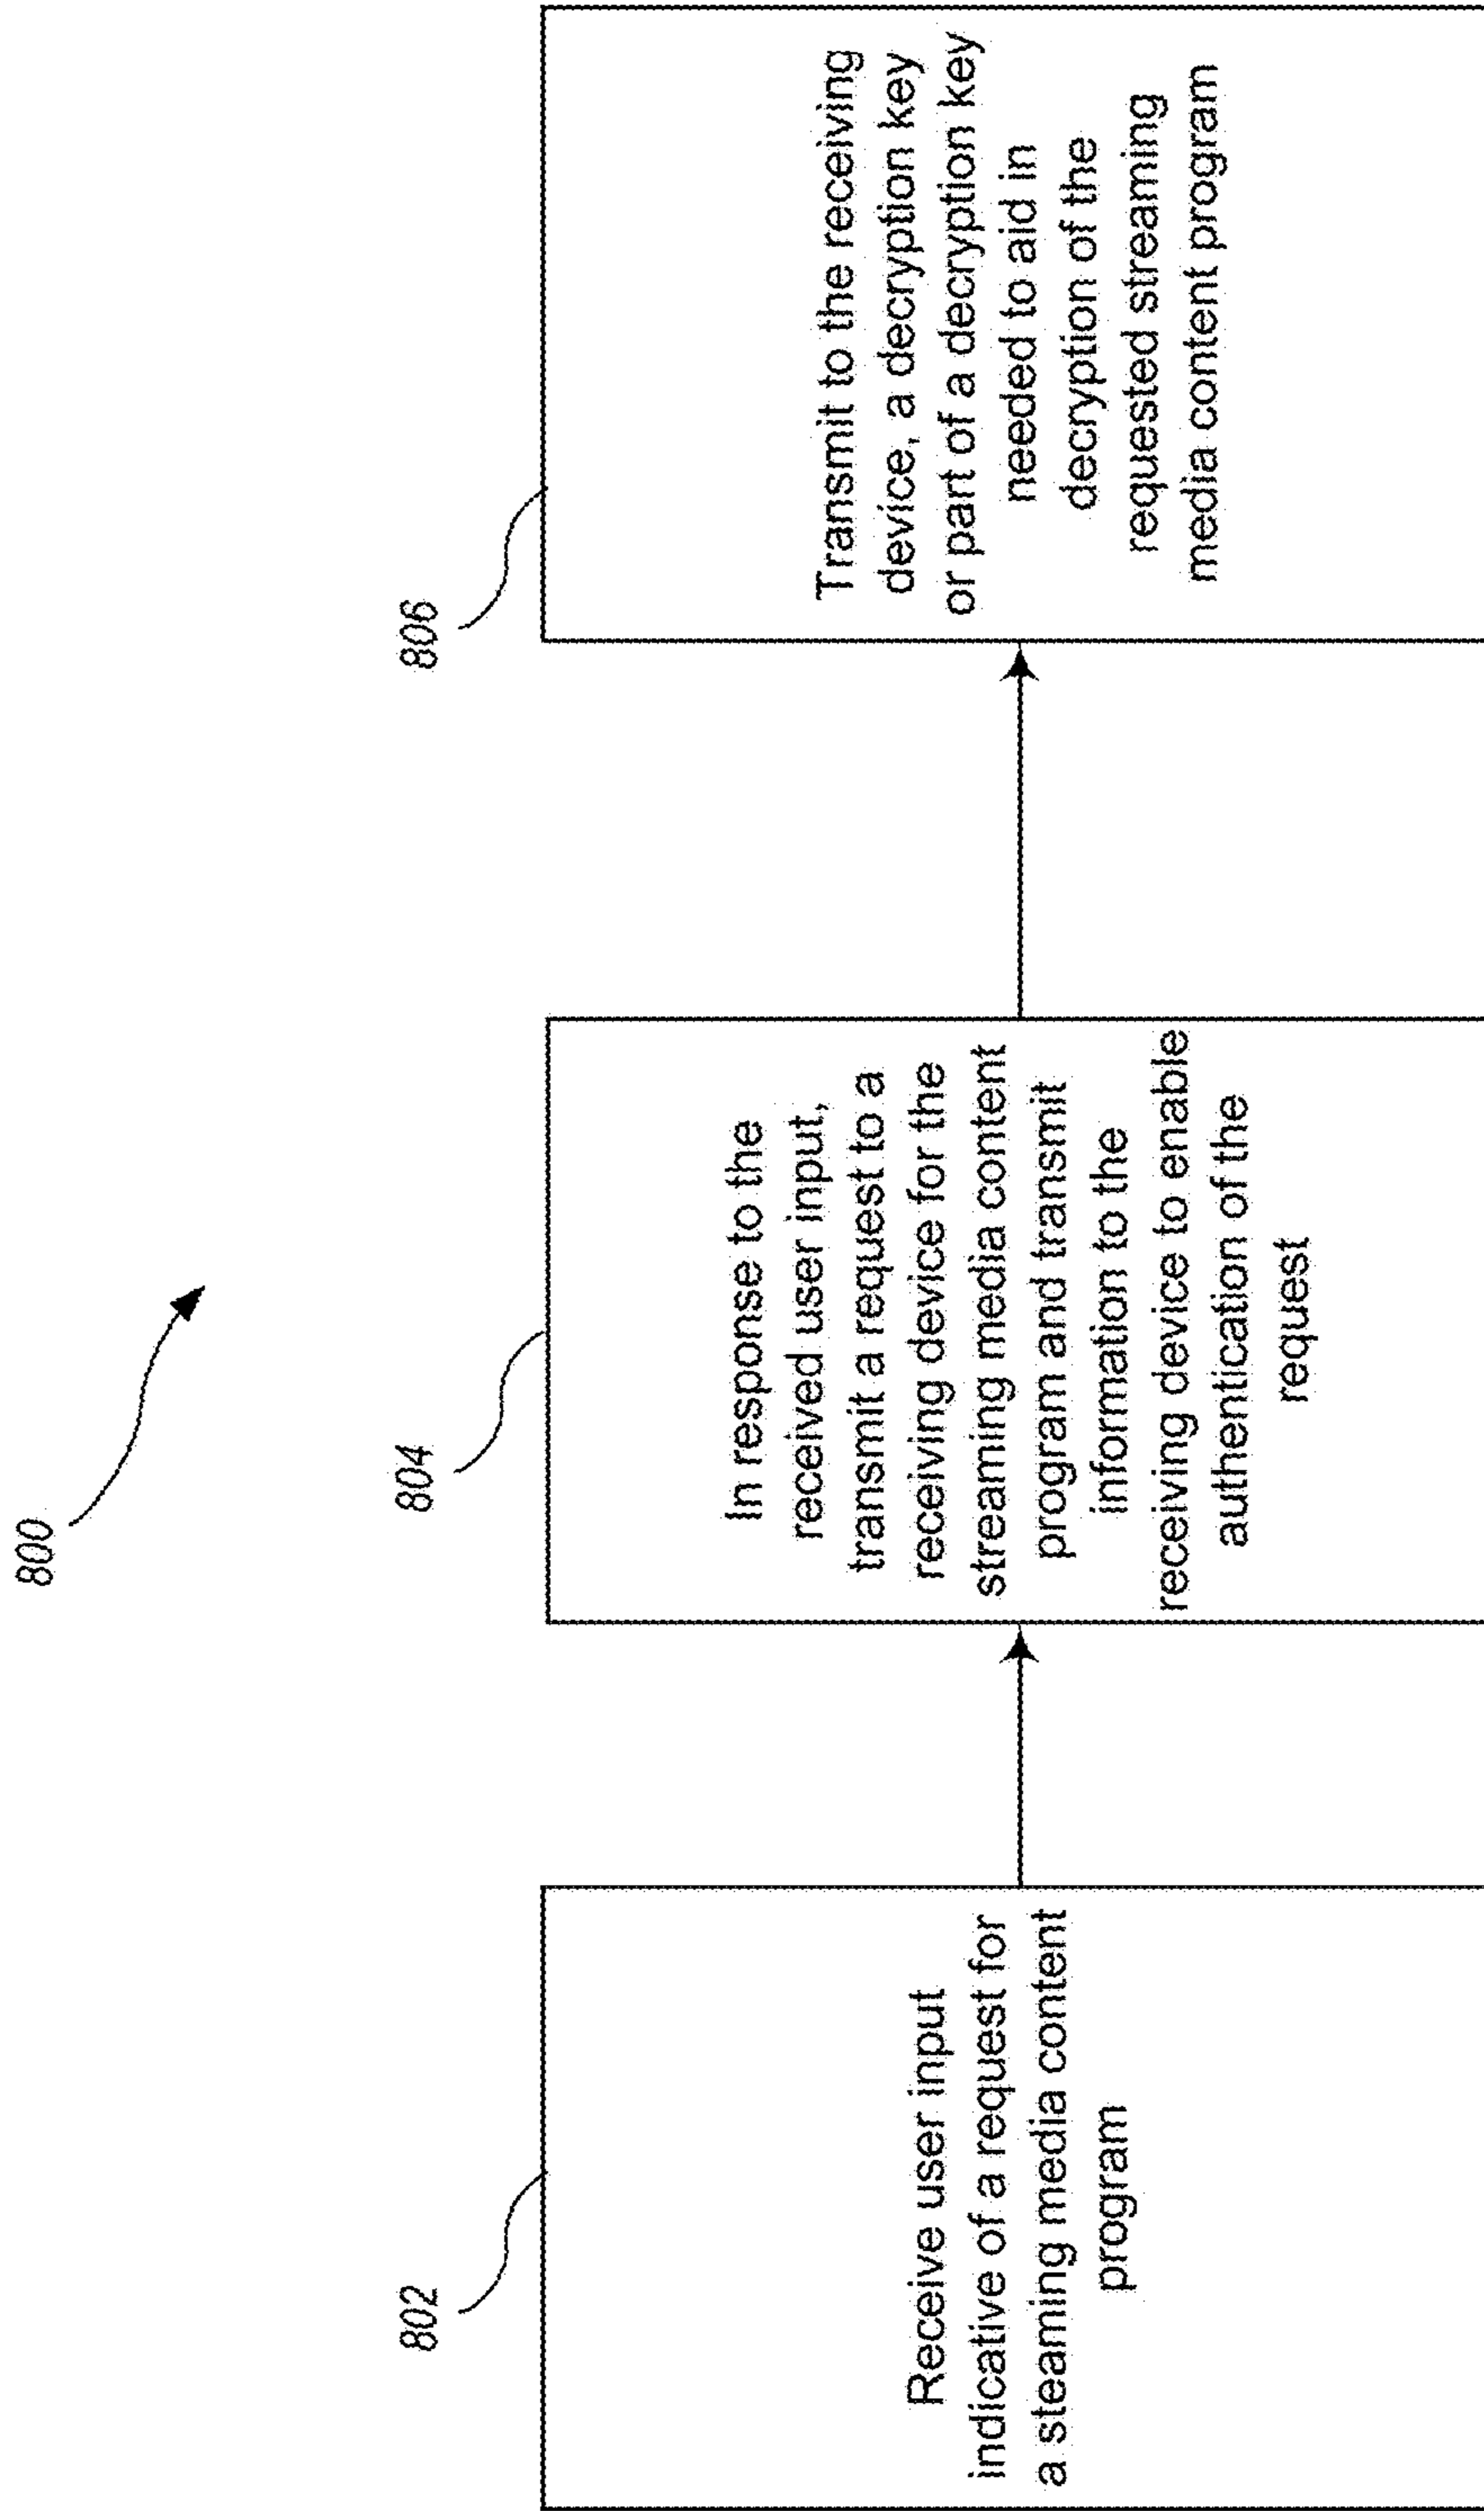 800
802
Receive user input
indicative of a request for
a steaming media content
program
804
In response to the
received user input,
transmit a request to a
receiving device for the
streaming media content
program and transmit
information to the
receiving device to enable
authentication of the
request
806
Transmit to the receiving
device, a decryption key
or part of a decryption key
needed to aid in
decryption of the
requested streaming
media content program